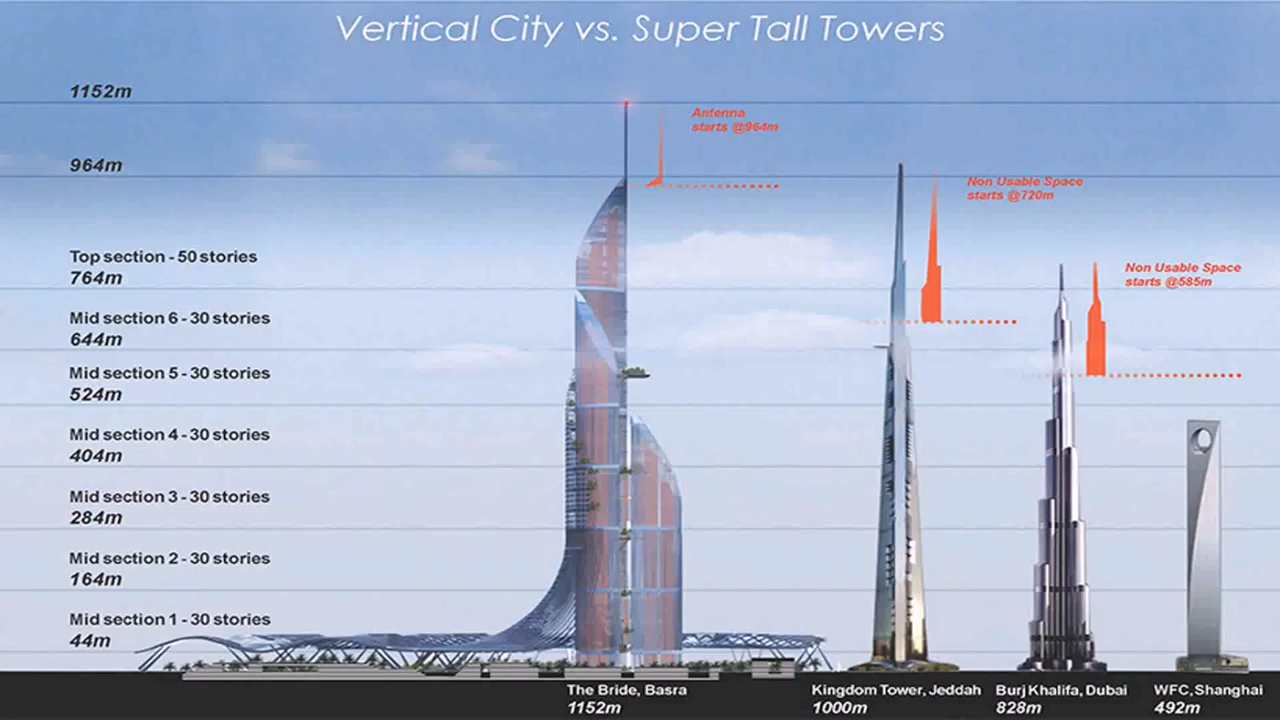 Vertical City vs. Super Tall Towers
1152m
Antenna
starts @964m
964m
Non Usable Space
starts @720m
Top section - 50 stories
764m
Non Usable Space
starts @585m
Mid section 6 - 30 stories
644m
Mid section 5 - 30 stories
524m
Mid section 4 - 30 stories
404m
Mid section 3 - 30 stories
284m
Mid section 2 - 30 stories
164m
Mid section 1 - 30 stories
44m
The Bride, Basra
1152m
Kingdom Tower, Jeddah
1000m
Burj Khalifa, Dubai
828m
WFC, Shanghai
492m